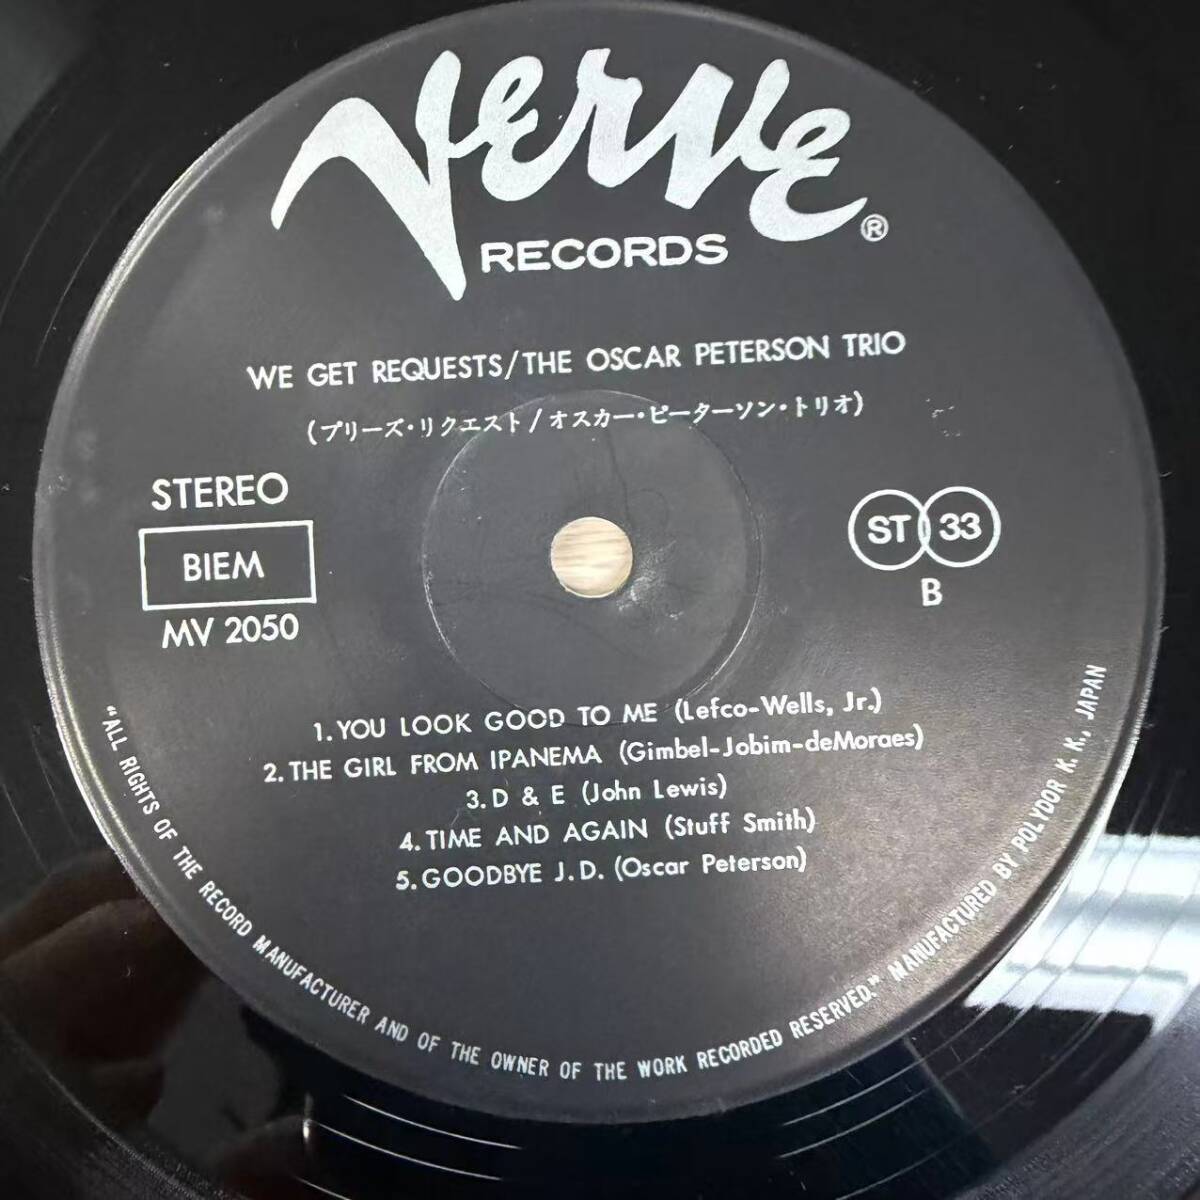 Verve®
RECORDS
WE GET REQUESTS/THE OSCAR PETERSON TRIO
(プリーズ・リクエスト/オスカー・ピーターソン・トリオ)
STEREO
BIEM
MV 2050
ST 33
B
1. YOU LOOK GOOD TO ME (Lefco-Wells, Jr.)
2. THE GIRL FROM IPANEMA (Gimbel-Jobim-deMoraes)
3. D & E (John Lewis)
4. TIME AND AGAIN (Stuff Smith)
5. GOODBYE J.D. (Oscar Peterson)
"ALL RIGHTS OF THE RECORD MANUFACTURER AND OF THE OWNER OF THE WORK RECORDED RESERVED." MANUFACTURED BY POLYDOR K. K., JAPAN